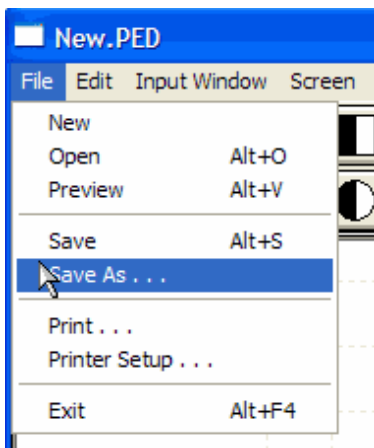 New.PED
File Edit Input Window Screen
New
Open Alt+O
Preview Alt+V
Save Alt+S
Save As . . .
Print . . .
Printer Setup . . .
Exit Alt+F4